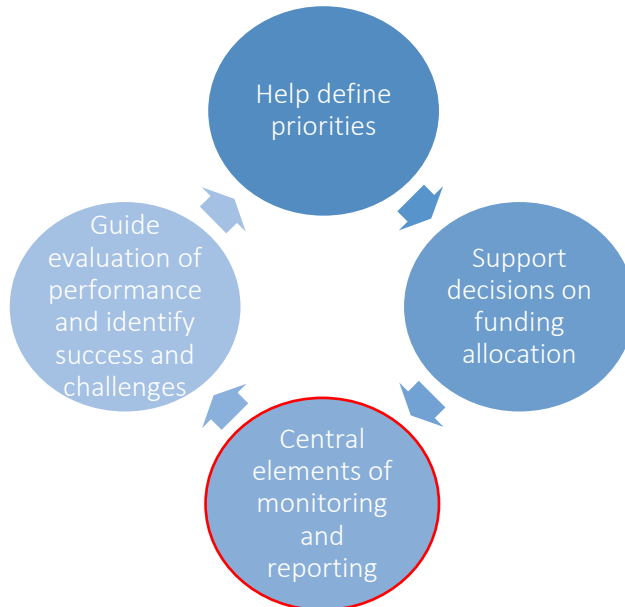 Help define
priorities
Support
decisions on
funding
allocation
Central
elements of
monitoring
and
reporting
Guide
evaluation of
performance
and identify
success and
challenges